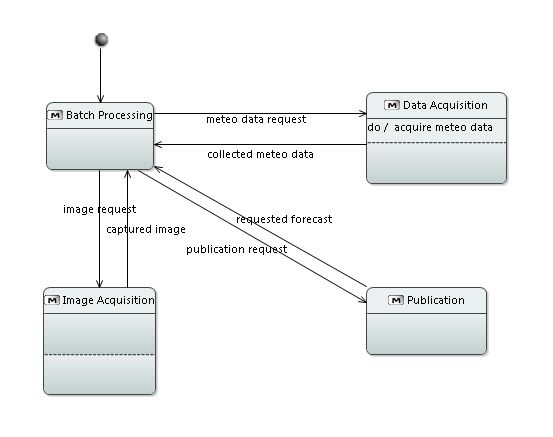 M Batch Processing
M Data Acquisition
do / acquire meteo data
meteo data request
collected meteo data
image request
captured image
requested forecast
publication request
M Image Acquisition
M Publication